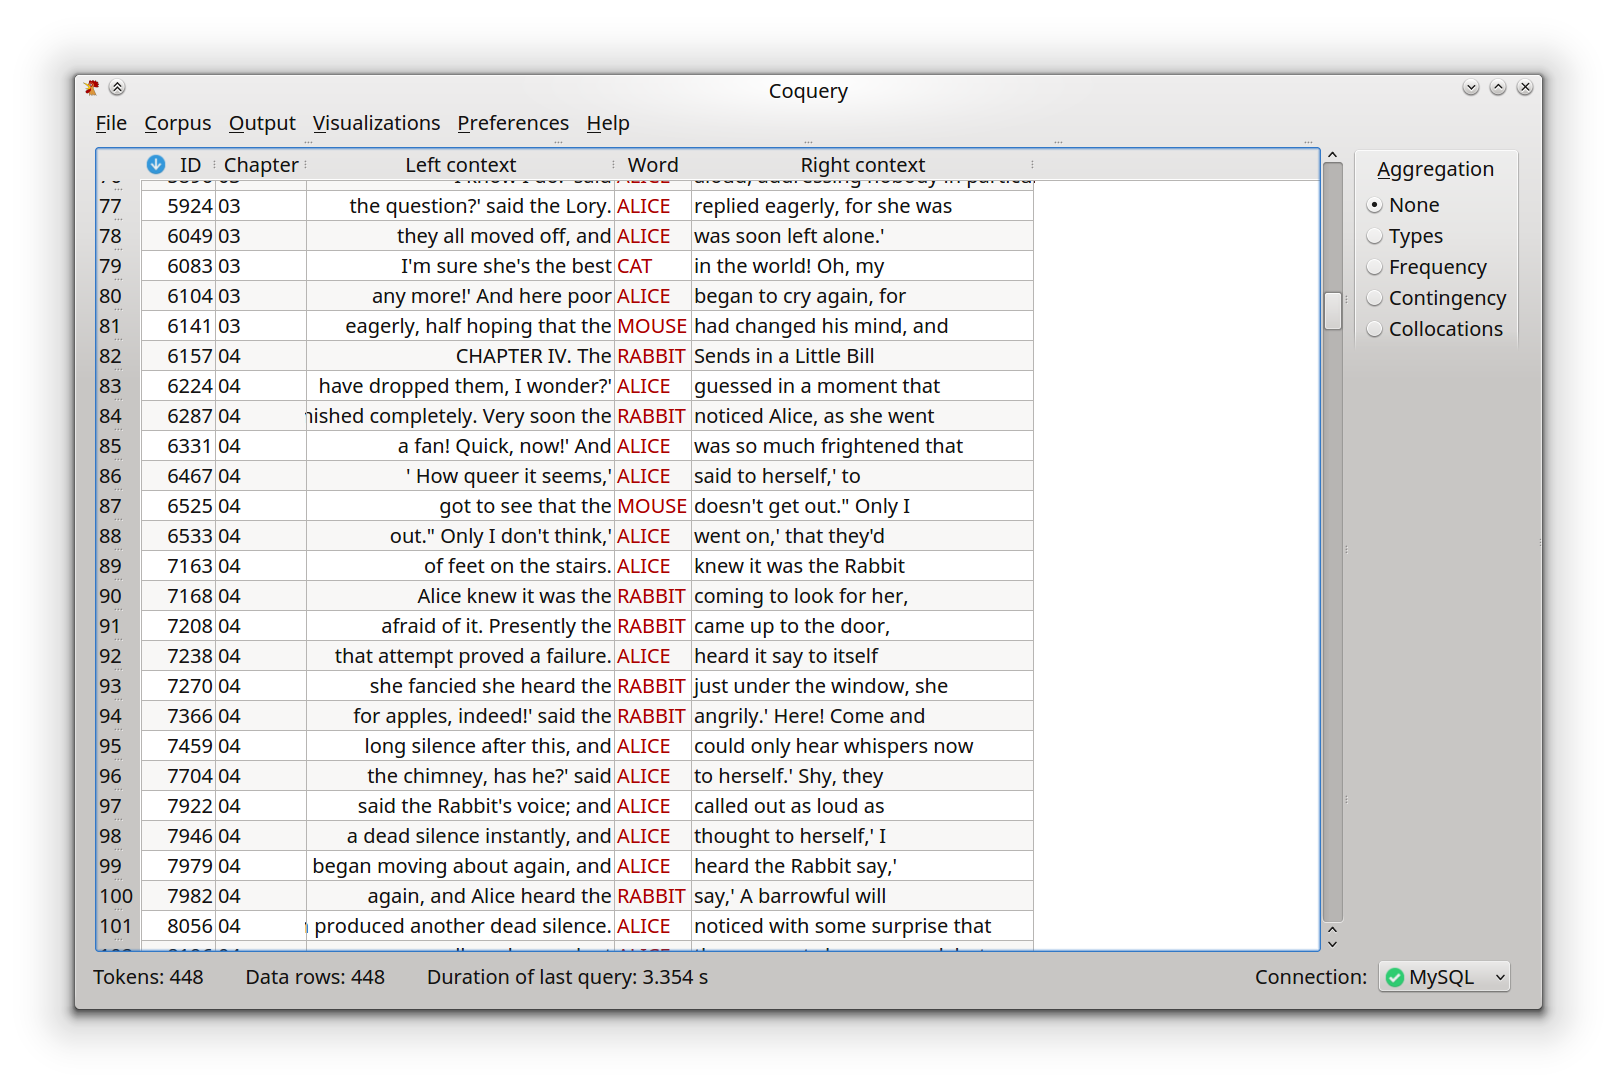 Coquery
File Corpus Output Visualizations Preferences Help
ID Chapter Left context Word Right context
ALICE aloud, addressing nobody in
77 5924 03 the question?' said the Lory. ALICE replied eagerly, for she was
78 6049 03 they all moved off, and ALICE was soon left alone.'
79 6083 03 I'm sure she's the best CAT in the world! Oh, my
80 6104 03 any more!' And here poor ALICE began to cry again, for
81 6141 03 eagerly, half hoping that the MOUSE had changed his mind, and
82 6157 04 CHAPTER IV. The RABBIT Sends in a Little Bill
83 6224 04 have dropped them, I wonder?' ALICE guessed in a moment that
84 6287 04 completely. Very soon the RABBIT noticed Alice, as she went
85 6331 04 a fan! Quick, now!' And ALICE was so much frightened that
86 6467 04 ' How queer it seems,' ALICE said to herself,' to
87 6525 04 got to see that the MOUSE doesn't get out." Only I
88 6533 04 out." Only I don't think,' ALICE went on,' that they'd
89 7163 04 of feet on the stairs. ALICE knew it was the Rabbit
90 7168 04 Alice knew it was the RABBIT coming to look for her,
91 7208 04 afraid of it. Presently the RABBIT came up to the door,
92 7238 04 that attempt proved a failure. ALICE heard it say to itself
93 7270 04 she fancied she heard the RABBIT just under the window, she
94 7366 04 for apples, indeed!' said the RABBIT angrily.' Here! Come and
95 7459 04 long silence after this, and ALICE could only hear whispers now
96 7704 04 the chimney, has he?' said ALICE to herself.' Shy, they
97 7922 04 said the Rabbit's voice; and ALICE called out as loud as
98 7946 04 a dead silence instantly, and ALICE thought to herself,' I
99 7979 04 began moving about again, and ALICE heard the Rabbit say,'
100 7982 04 again, and Alice heard the RABBIT say,' A barrowful will
101 8056 04 produced another dead silence. ALICE noticed with some surprise that
Aggregation
None
Types
Frequency
Contingency
Collocations
Tokens: 448 Data rows: 448 Duration of last query: 3.354 s Connection: MySQL